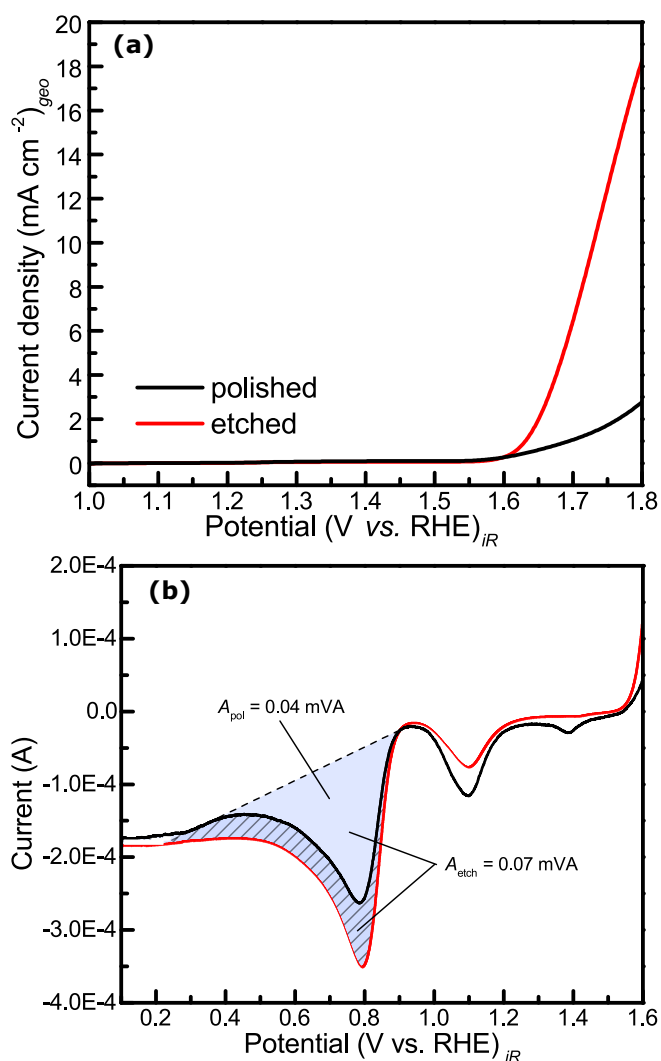 (a)
Current density (mA cm⁻²)geo
20
18
16
14
12
10
8
6
4
2
0
polished
etched
1.0 1.1 1.2 1.3 1.4 1.5 1.6 1.7 1.8
Potential (V vs. RHE)iR
(b)
Current (A)
2.0E-4
1.0E-4
0.0
-1.0E-4
-2.0E-4
-3.0E-4
-4.0E-4
Apol = 0.04 mVA
Aetch = 0.07 mVA
0.2 0.4 0.6 0.8 1.0 1.2 1.4 1.6
Potential (V vs. RHE) iR